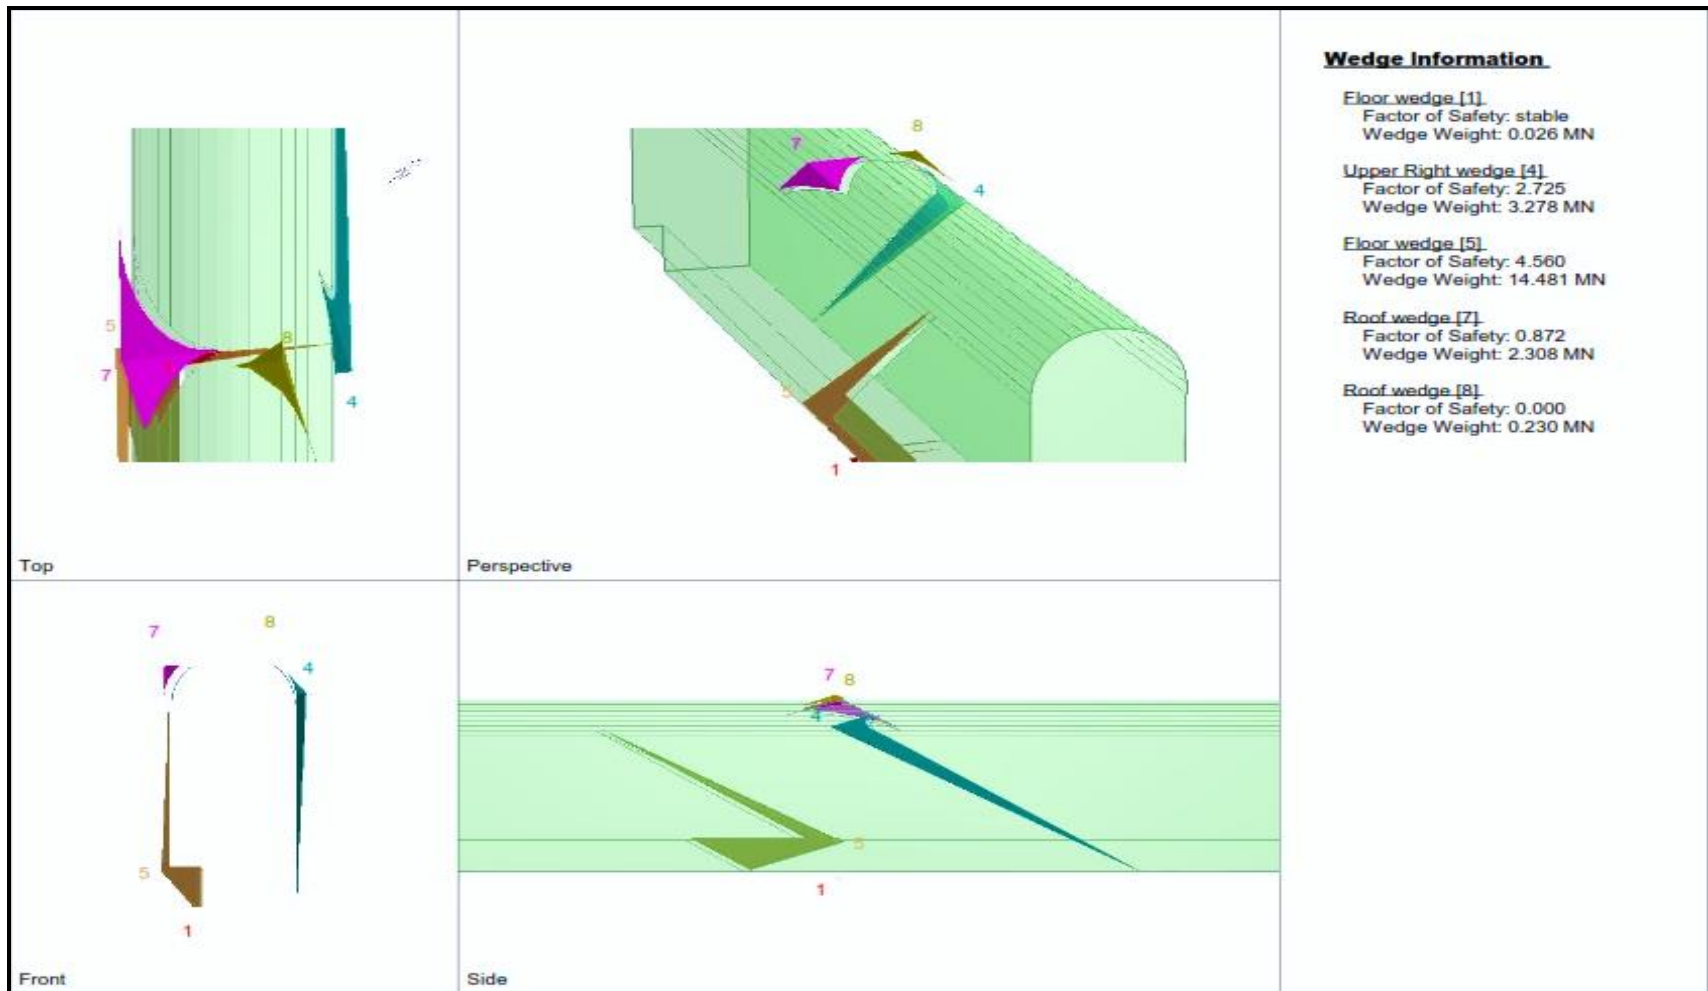 7
8
5
8
7
4
Top
7
8
4
5
1
Perspective
7
8
4
5
1
Front
7
8
4
5
1
Side
Wedge Information
Floor wedge [1]
Factor of Safety: stable
Wedge Weight: 0.026 MN
Upper Right wedge [4]
Factor of Safety: 2.725
Wedge Weight: 3.278 MN
Floor wedge [5]
Factor of Safety: 4.560
Wedge Weight: 14.481 MN
Roof wedge [7]
Factor of Safety: 0.872
Wedge Weight: 2.308 MN
Roof wedge [8]
Factor of Safety: 0.000
Wedge Weight: 0.230 MN